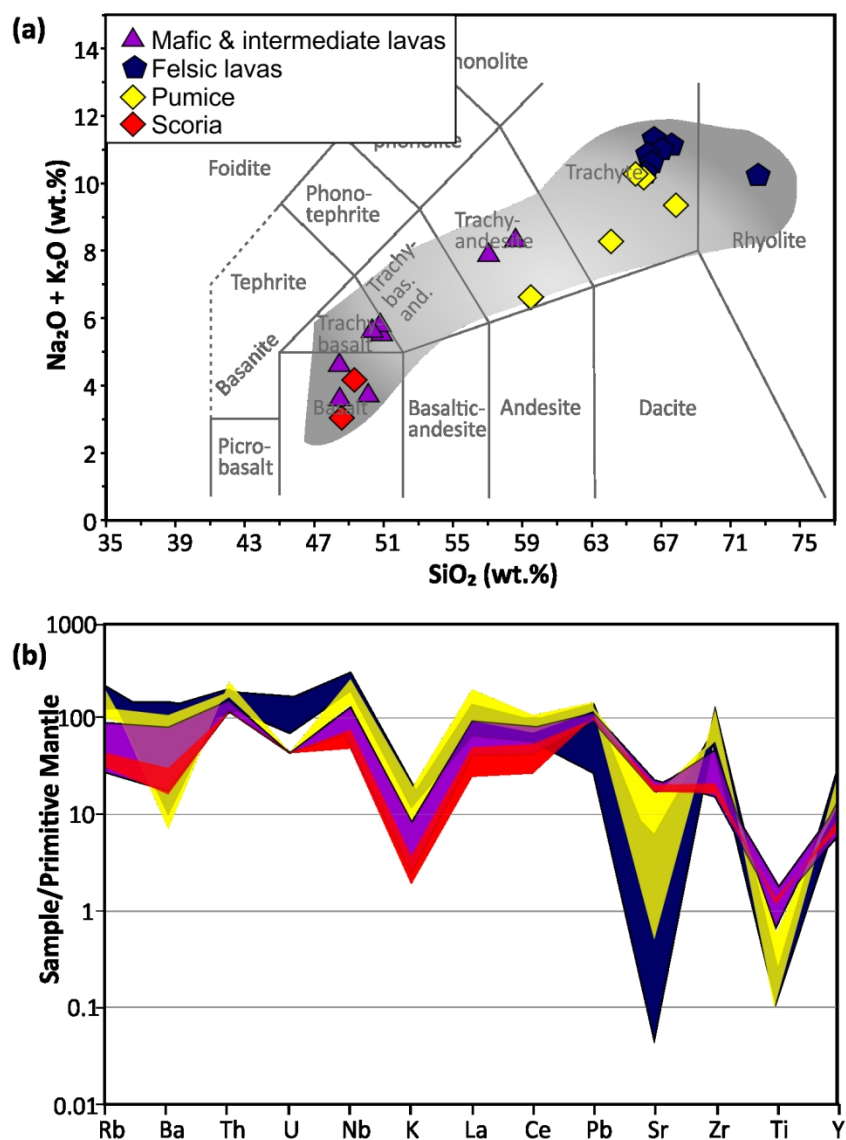 (a)
Mafic & intermediate lavas
Felsic lavas
Pumice
Scoria
Na₂O + K₂O (wt.%)
14
12
10
8
6
4
2
0
honolite
phonolite
Foidite
Phono-
tephrite
Trachyte
Trachy-
andesite
Rhyolite
Tephrite
Trachy-
bas.
and.
Basanite
Trachy-
basalt
Basalt
Basaltic-
andesite
Andesite
Dacite
Picro-
basalt
35
39
43
47
51
55
59
63
67
71
75
SiO₂ (wt.%)
(b)
Sample/Primitive Mantle
1000
100
10
1
0.1
0.01
Rb Ba Th U Nb K La Ce Pb Sr Zr Ti Y